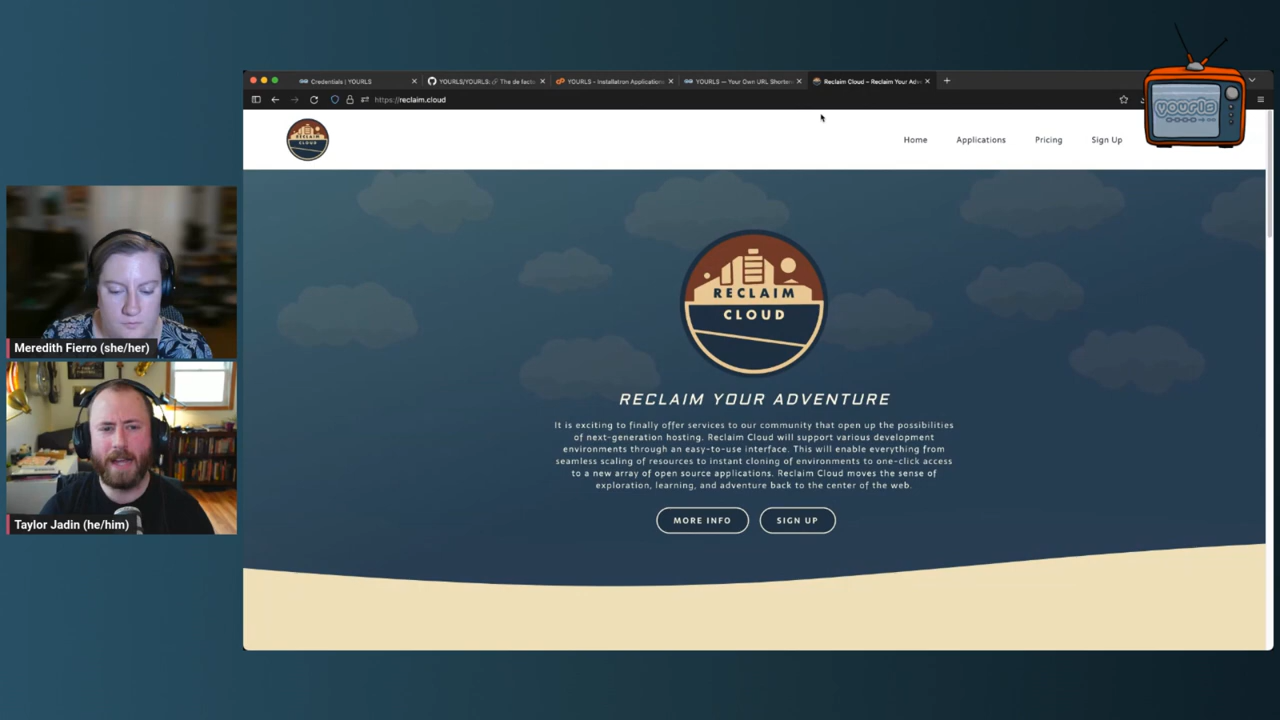 Credentials | YOURLS
YOURLS/YOURLS: 🔗 The de facto
YOURLS - Installatron Applications
YOURLS — Your Own URL Shorten
Reclaim Cloud – Reclaim Your Adv
https://reclaim.cloud
yourls
RECLAIM
CLOUD
Home
Applications
Pricing
Sign Up
RECLAIM
CLOUD
RECLAIM YOUR ADVENTURE
It is exciting to finally offer services to our community that open up the possibilities
of next-generation hosting. Reclaim Cloud will support various development
environments through an easy-to-use interface. This will enable everything from
seamless scaling of resources to instant cloning of environments to one-click access
to a new array of open source applications. Reclaim Cloud moves the sense of
exploration, learning, and adventure back to the center of the web.
MORE INFO
SIGN UP
Meredith Fierro (she/her)
Taylor Jadin (he/him)